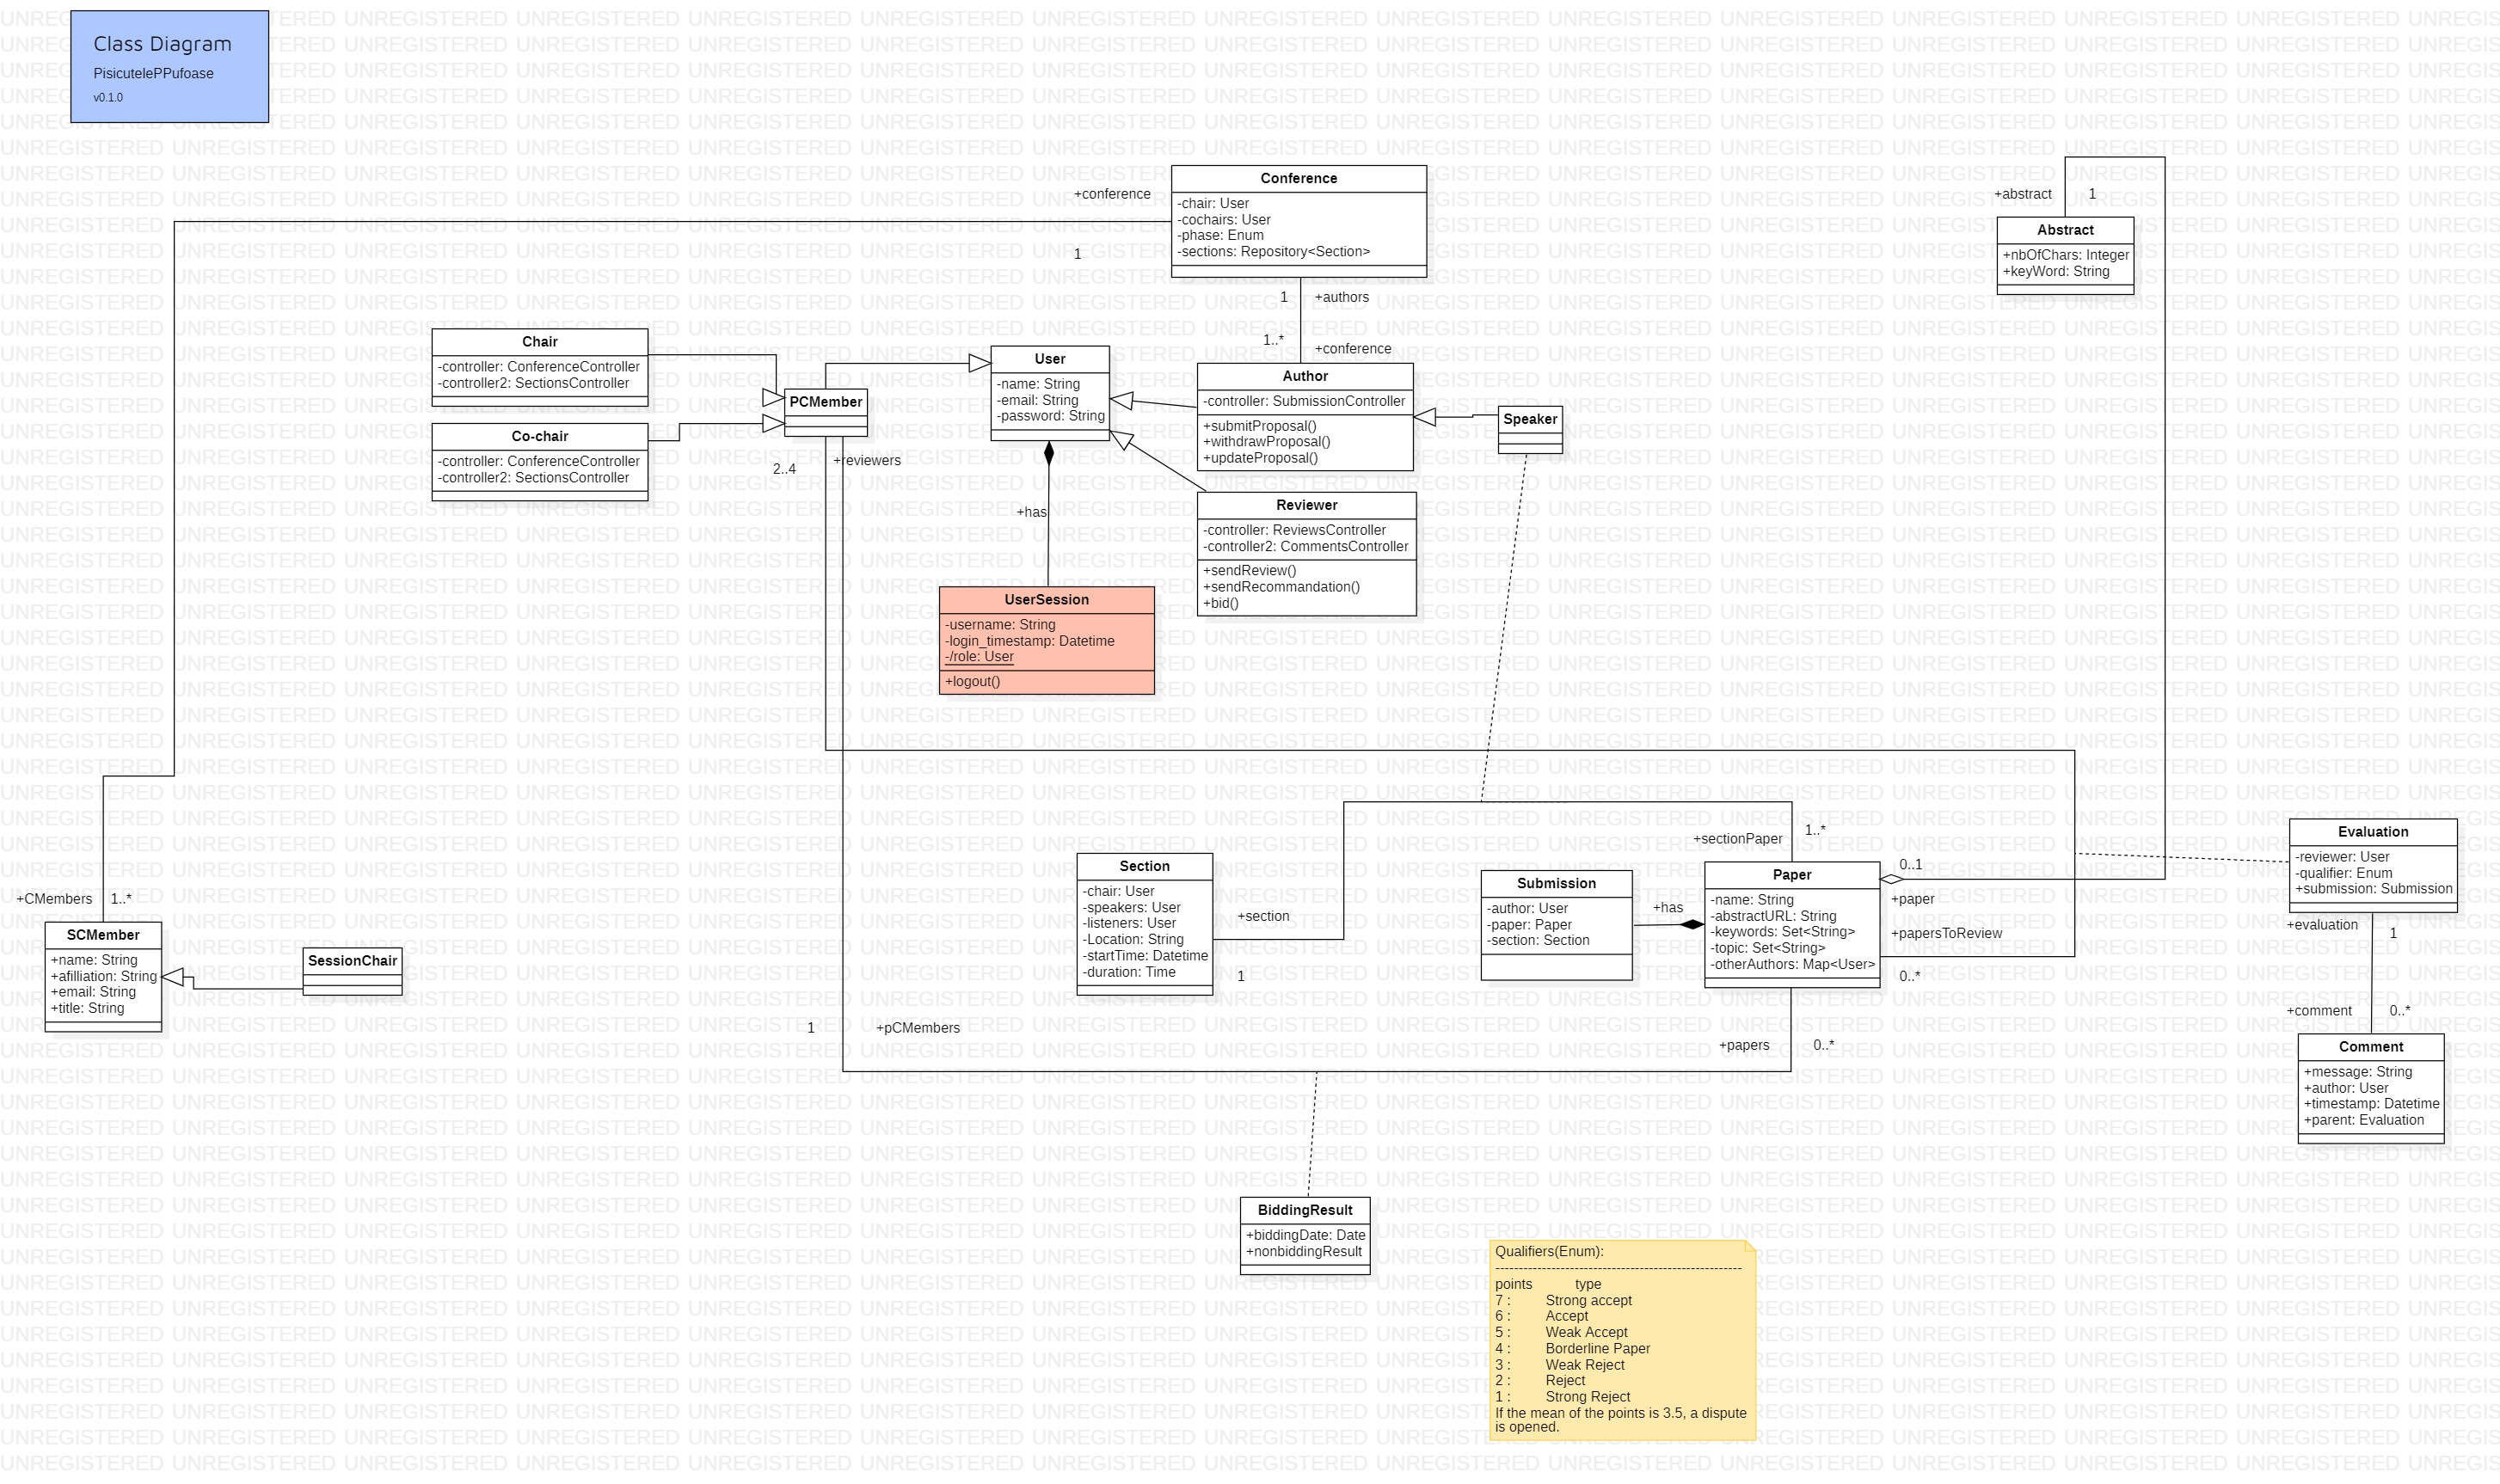 Class Diagram
PisicutelePPufoase
v0.1.0
UNREGISTERED
Conference
-chair: User
-cochairs: User
-phase: Enum
-sections: Repository<Section>
+conference
1
1
+authors
1..*
+conference
+abstract
1
Abstract
+nbOfChars: Integer
+keyWord: String
Chair
-controller: ConferenceController
-controller2: SectionsController
Co-chair
-controller: ConferenceController
-controller2: SectionsController
PCMember
2..4
+reviewers
User
-name: String
-email: String
-password: String
+has
Author
-controller: SubmissionController
+submitProposal()
+withdrawProposal()
+updateProposal()
Speaker
Reviewer
-controller: ReviewsController
-controller2: CommentsController
+sendReview()
+sendRecommandation()
+bid()
UserSession
-username: String
-login_timestamp: Datetime
-/role: User
+logout()
+CMembers
1..*
SCMember
+name: String
+afilliation: String
+email: String
+title: String
SessionChair
Section
-chair: User
-speakers: User
-listeners: User
-Location: String
-startTime: Datetime
-duration: Time
+section
1
+sectionPaper
1..*
Submission
-author: User
-paper: Paper
-section: Section
+has
Paper
-name: String
-abstractURL: String
-keywords: Set<String>
-topic: Set<String>
-otherAuthors: Map<User>
0..1
+paper
+papersToReview
0..*
Evaluation
-reviewer: User
-qualifier: Enum
+submission: Submission
+evaluation
1
+comment
0..*
Comment
+message: String
+author: User
+timestamp: Datetime
+parent: Evaluation
1
+pCMembers
+papers
0..*
BiddingResult
+biddingDate: Date
+nonbiddingResult
Qualifiers(Enum):
-----------------------------------------------------
points type
7 : Strong accept
6 : Accept
5 : Weak Accept
4 : Borderline Paper
3 : Weak Reject
2 : Reject
1 : Strong Reject
If the mean of the points is 3.5, a dispute
is opened.